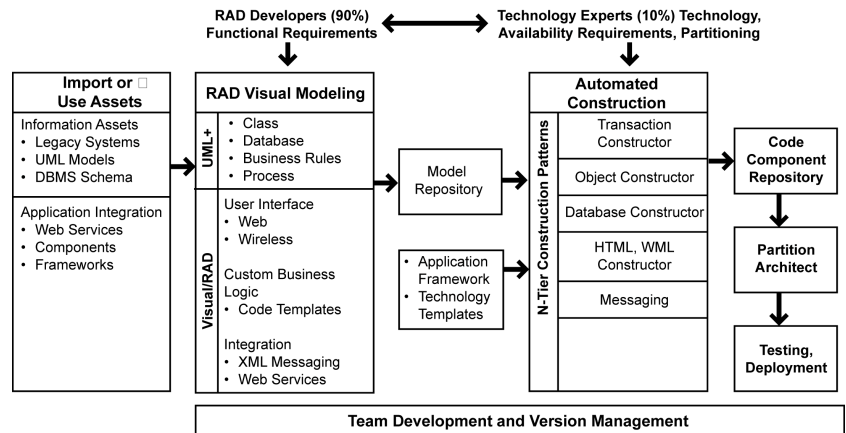 RAD Developers (90%)
Functional Requirements
Technology Experts (10%) Technology,
Availability Requirements, Partitioning
Import or □
Use Assets
Information Assets
• Legacy Systems
• UML Models
• DBMS Schema
Application Integration
• Web Services
• Components
• Frameworks
RAD Visual Modeling
UML+
• Class
• Database
• Business Rules
• Process
Visual/RAD
User Interface
• Web
• Wireless
Custom Business
Logic
• Code Templates
Integration
• XML Messaging
• Web Services
Model
Repository
• Application
Framework
• Technology
Templates
Automated
Construction
N-Tier Construction Patterns
Transaction
Constructor
Object Constructor
Database Constructor
HTML, WML
Constructor
Messaging
Code
Component
Repository
Partition
Architect
Testing,
Deployment
Team Development and Version Management